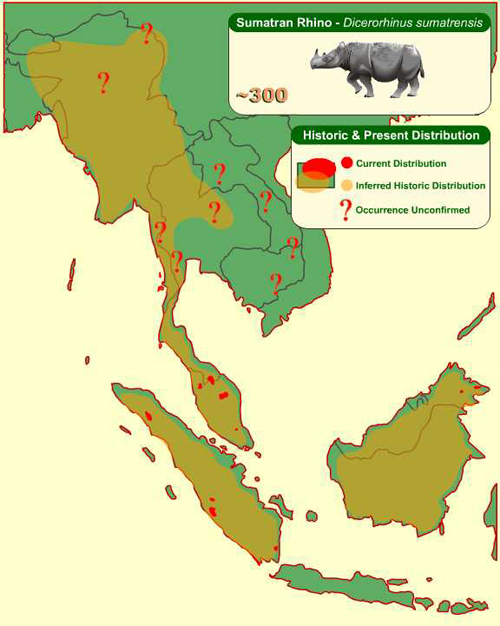 Sumatran Rhino - Dicerorhinus sumatrensis
~300
Historic & Present Distribution
Current Distribution
Inferred Historic Distribution
? Occurrence Unconfirmed
?
?
?
?
?
?
?
?
?